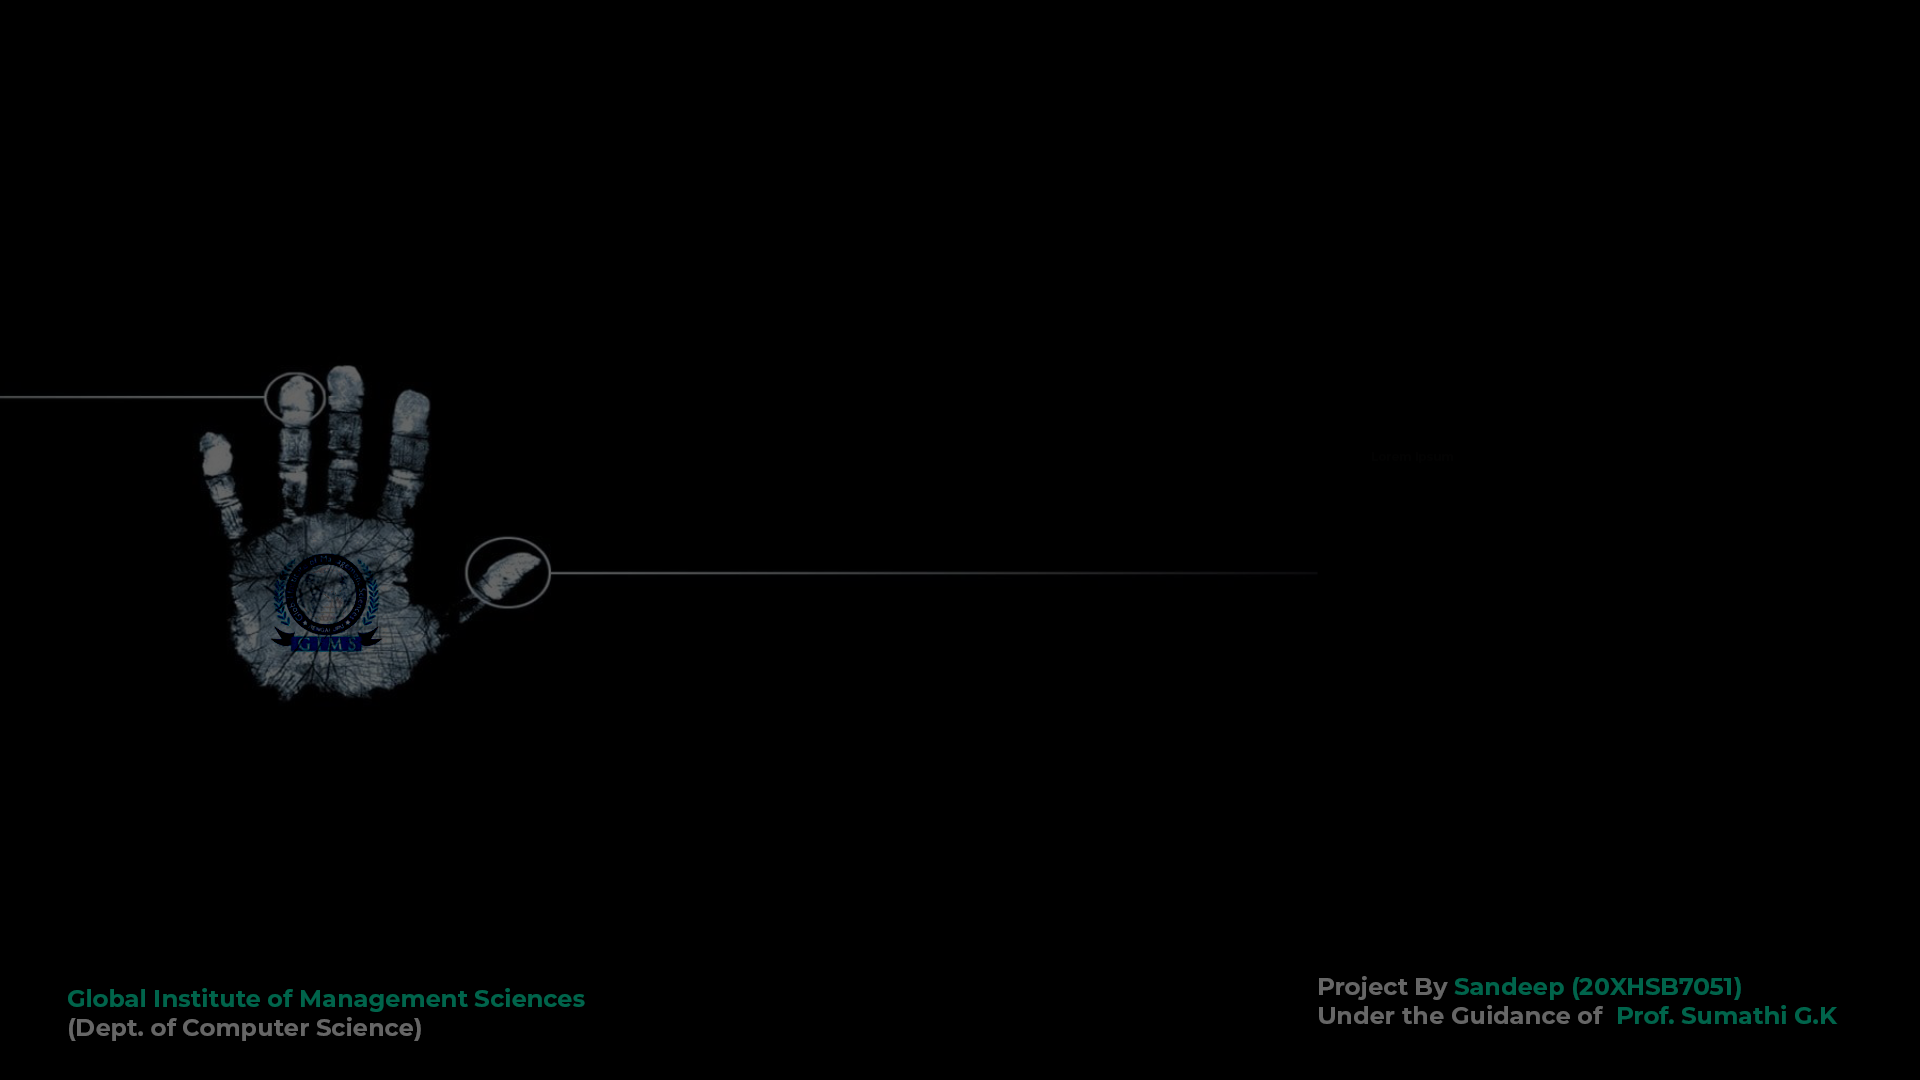 G I M S
Global Institute of Management Sciences
(Dept. of Computer Science)
Project By Sandeep (20XHSB7051)
Under the Guidance of Prof. Sumathi G.K